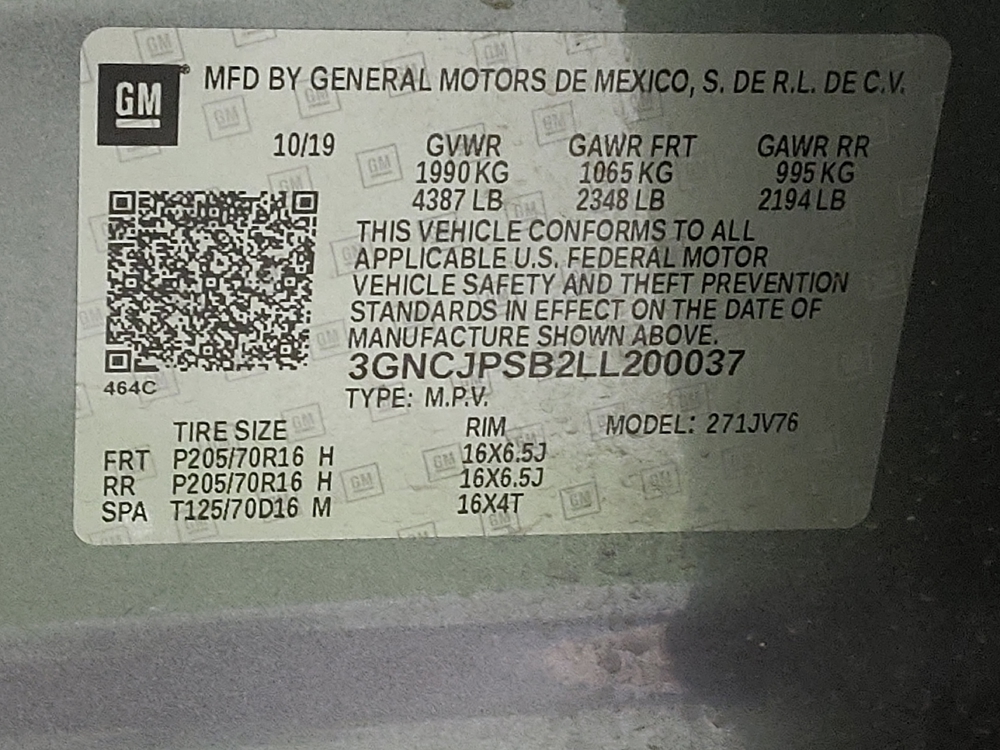 GM® MFD BY GENERAL MOTORS DE MEXICO, S. DE R.L. DE C.V.
10/19 GVWR GAWR FRT GAWR RR
1990 KG 1065 KG 995 KG
4387 LB 2348 LB 2194 LB
THIS VEHICLE CONFORMS TO ALL
APPLICABLE U.S. FEDERAL MOTOR
VEHICLE SAFETY AND THEFT PREVENTION
STANDARDS IN EFFECT ON THE DATE OF
MANUFACTURE SHOWN ABOVE.
3GNCJPSB2LL200037
464C
TYPE: M.P.V.
TIRE SIZE RIM MODEL: 271JV76
FRT P205/70R16 H 16X6.5J
RR P205/70R16 H 16X6.5J
SPA T125/70D16 M 16X4T